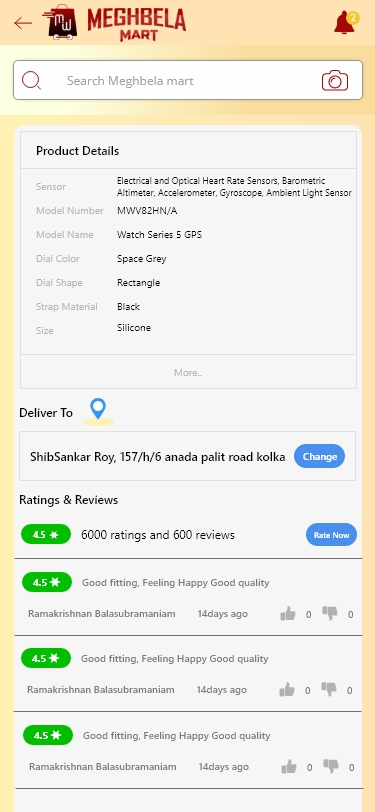 MW MEGHBELA
MART
2
Search Meghbela mart
Product Details
Sensor Electrical and Optical Heart Rate Sensors, Barometric
Altimeter, Accelerometer, Gyroscope, Ambient Light Sensor
Model Number MWV82HN/A
Model Name Watch Series 5 GPS
Dial Color Space Grey
Dial Shape Rectangle
Strap Material Black
Size Silicone
More..
Deliver To
ShibSankar Roy, 157/h/6 anada palit road kolka Change
Ratings & Reviews
4.5 6000 ratings and 600 reviews Rate Now
4.5 Good fitting, Feeling Happy Good quality
Ramakrishnan Balasubramaniam 14days ago 0 0
4.5 Good fitting, Feeling Happy Good quality
Ramakrishnan Balasubramaniam 14days ago 0 0
4.5 Good fitting, Feeling Happy Good quality
Ramakrishnan Balasubramaniam 14days ago 0 0